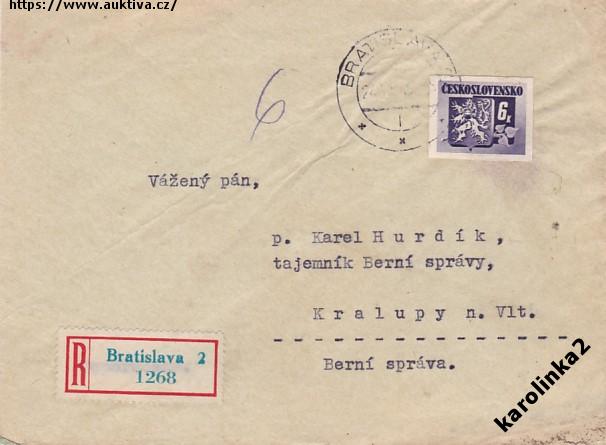 https://www.auktiva.cz/
BRATISLAVA
ČESKOSLOVENSKO
6K
6
Vážený pán,
p. Karel Hurdík,
tajemník Berní správy,
Kralupy n. Vlt.
Berní správa.
R
Bratislava 2
1268
karolinka2